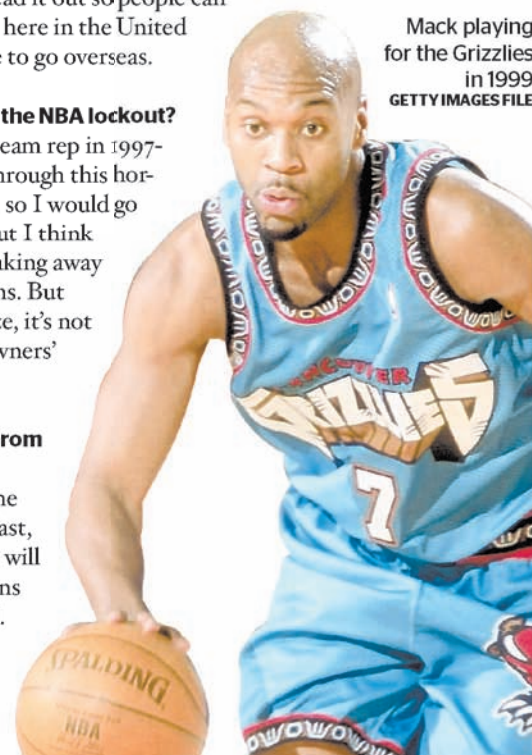 ead it out so people can
here in the United
e to go overseas.
the NBA lockout?
eam rep in 1997-
hrough this hor-
so I would go
ut I think
aking away
ns. But
e, it's not
wners'
rom
ne
ast,
will
ns
.
Mack playing
for the Grizzlies
in 1999
GETTY IMAGES FILE
VANCOUVER
GRIZZLIES
7
SPALDING
NBA